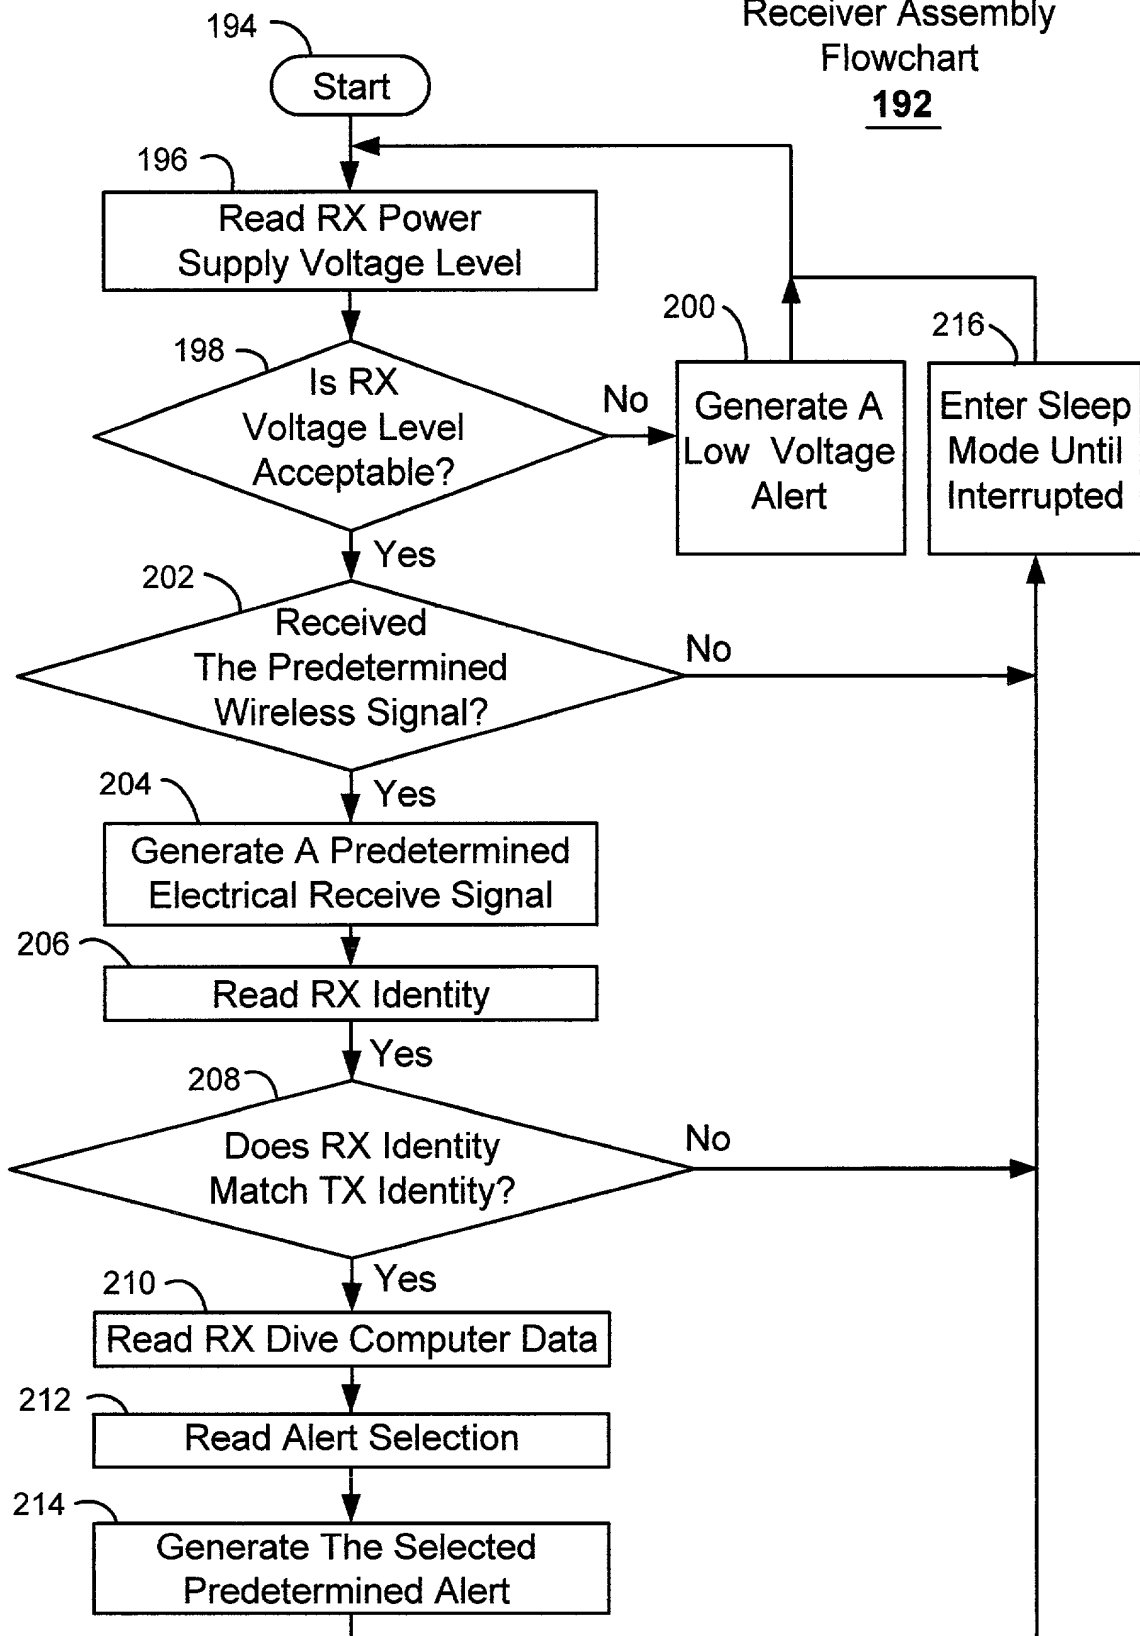 Receiver Assembly
Flowchart
192
194
Start
196
Read RX Power
Supply Voltage Level
198
Is RX
Voltage Level
Acceptable?
No
200
Generate A
Low Voltage
Alert
216
Enter Sleep
Mode Until
Interrupted
Yes
202
Received
The Predetermined
Wireless Signal?
No
Yes
204
Generate A Predetermined
Electrical Receive Signal
206
Read RX Identity
Yes
208
Does RX Identity
Match TX Identity?
No
Yes
210
Read RX Dive Computer Data
212
Read Alert Selection
214
Generate The Selected
Predetermined Alert